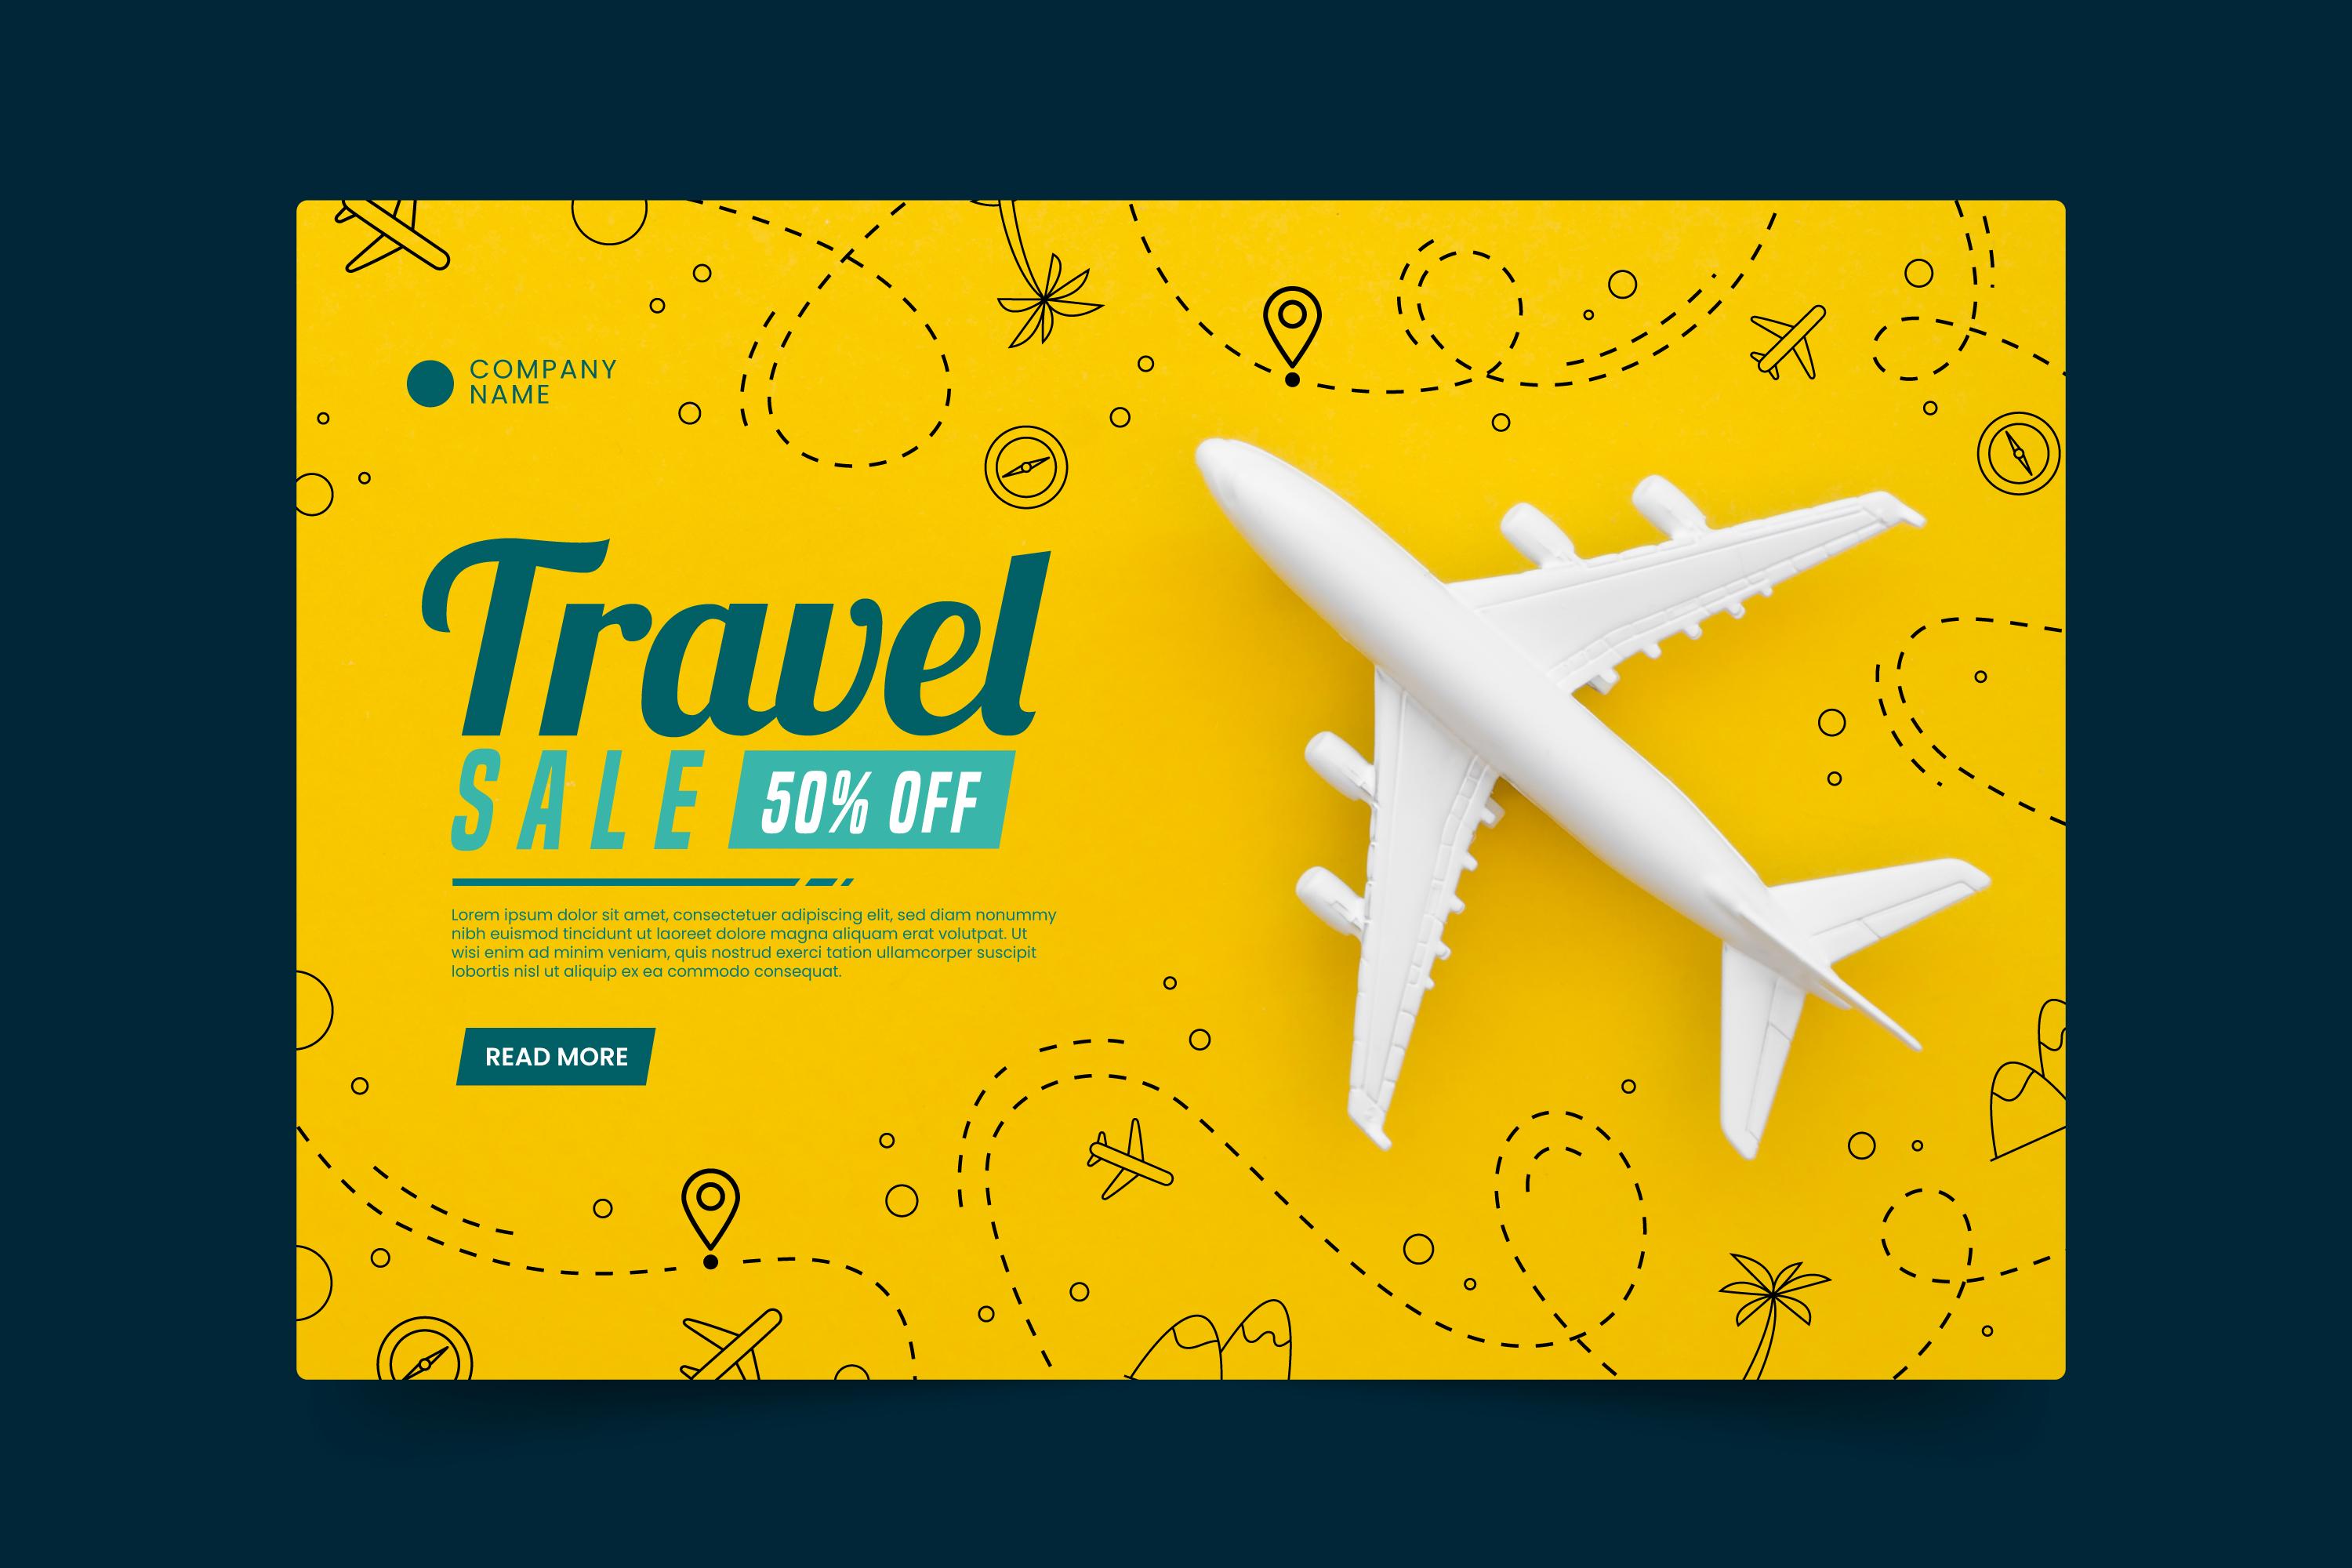 COMPANY
NAME
Travel
SALE 50% OFF
Lorem ipsum dolor sit amet, consectetuer adipiscing elit, sed diam nonummy
nibh euismod tincidunt ut laoreet dolore magna aliquam erat volutpat. Ut
wisi enim ad minim veniam, quis nostrud exerci tation ullamcorper suscipit
lobortis nisl ut aliquip ex ea commodo consequat.
READ MORE